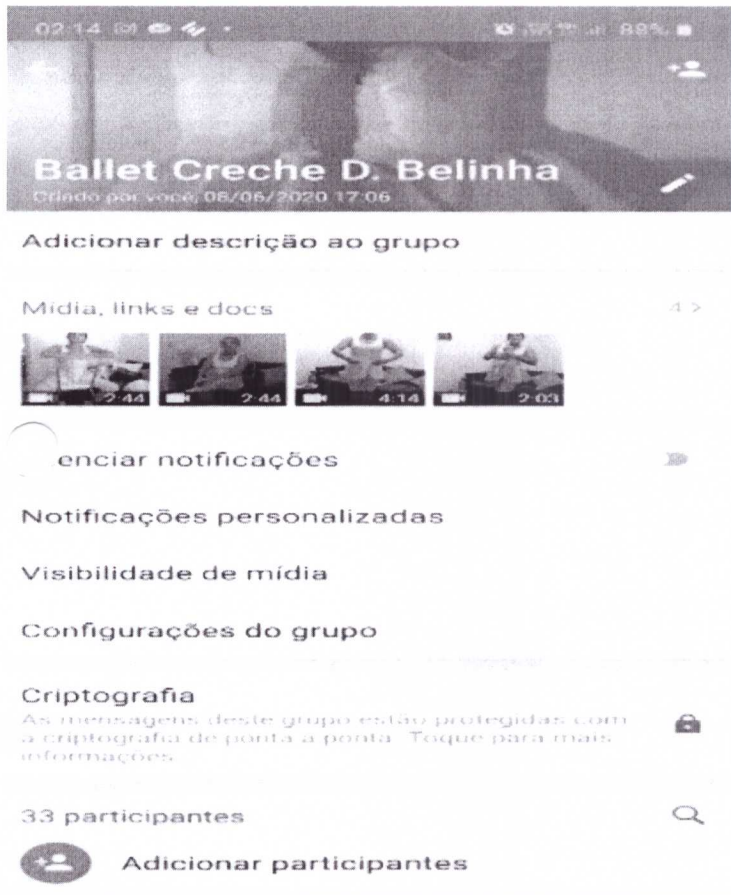 02:14
88%
Ballet Creche D. Belinha
Criado por você, 08/06/2020 17:06
Adicionar descrição ao grupo
Mídia, links e docs
4 >
2:44
2:44
4:14
2:03
enciar notificações
Notificações personalizadas
Visibilidade de mídia
Configurações do grupo
Criptografia
As mensagens deste grupo estão protegidas com
a criptografia de ponta a ponta. Toque para mais
informações.
33 participantes
Adicionar participantes